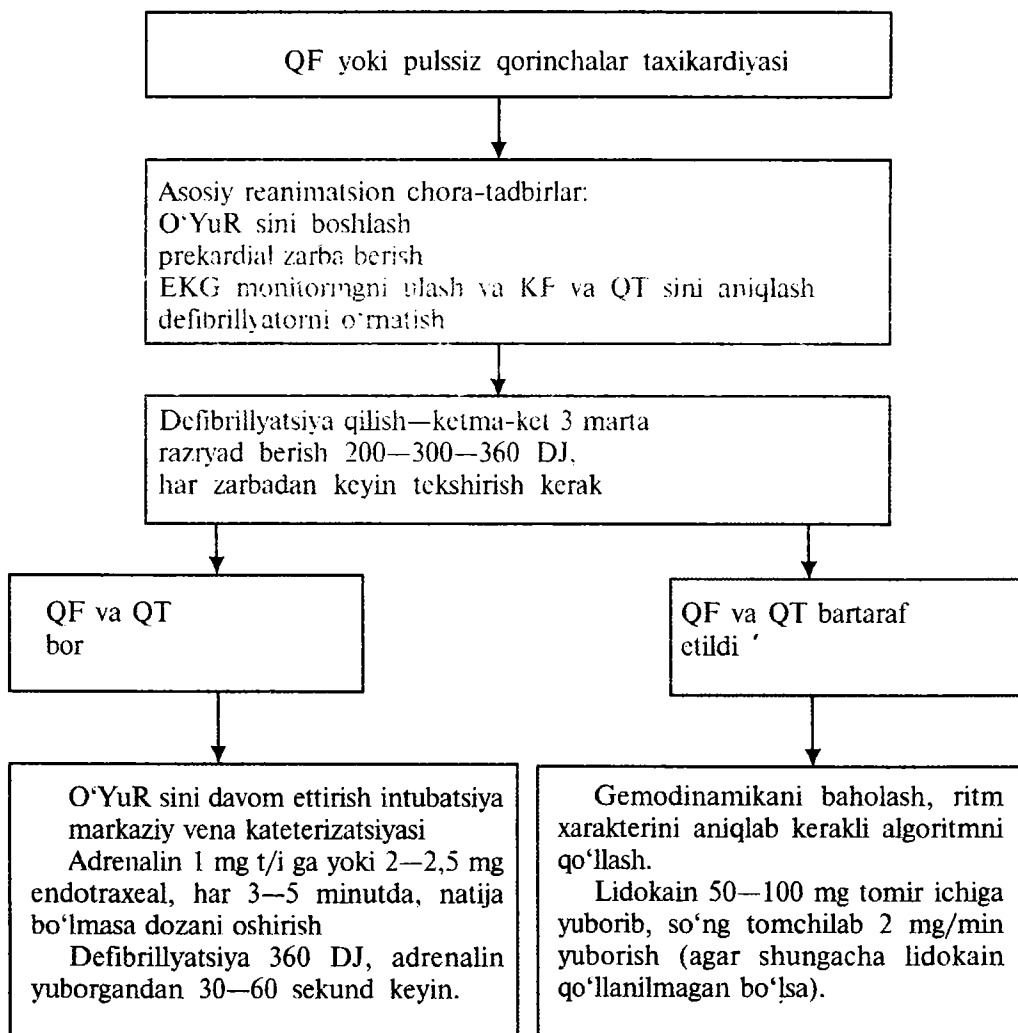 QF yoki pulssiz qorinchalar taxikardiyasi
Asosiy reanimatsion chora-tadbirlar:
O‘YuR sini boshlash
prekardial zarba berish
EKG monitoringni ulash va KF va QT sini aniqlash
defibrillyatorni o‘rnatish
Defibrillyatsiya qilish—ketma-ket 3 marta
razryad berish 200—300—360 DJ,
har zarbadan keyin tekshirish kerak
QF va QT
bor
QF va QT bartaraf
etildi
O‘YuR sini davom ettirish intubatsiya
markaziy vena kateterizatsiyasi
Adrenalin 1 mg t/i ga yoki 2—2,5 mg
endotraxeal, har 3—5 minutda, natija
bo‘lmasa dozani oshirish
Defibrillyatsiya 360 DJ, adrenalin
yuborgandan 30—60 sekund keyin.
Gemodinamikani baholash, ritm
xarakterini aniqlab kerakli algoritmni
qo‘llash.
Lidokain 50—100 mg tomir ichiga
yuborib, so‘ng tomchilab 2 mg/min
yuborish (agar shungacha lidokain
qo‘llanilmagan bo‘lsa).